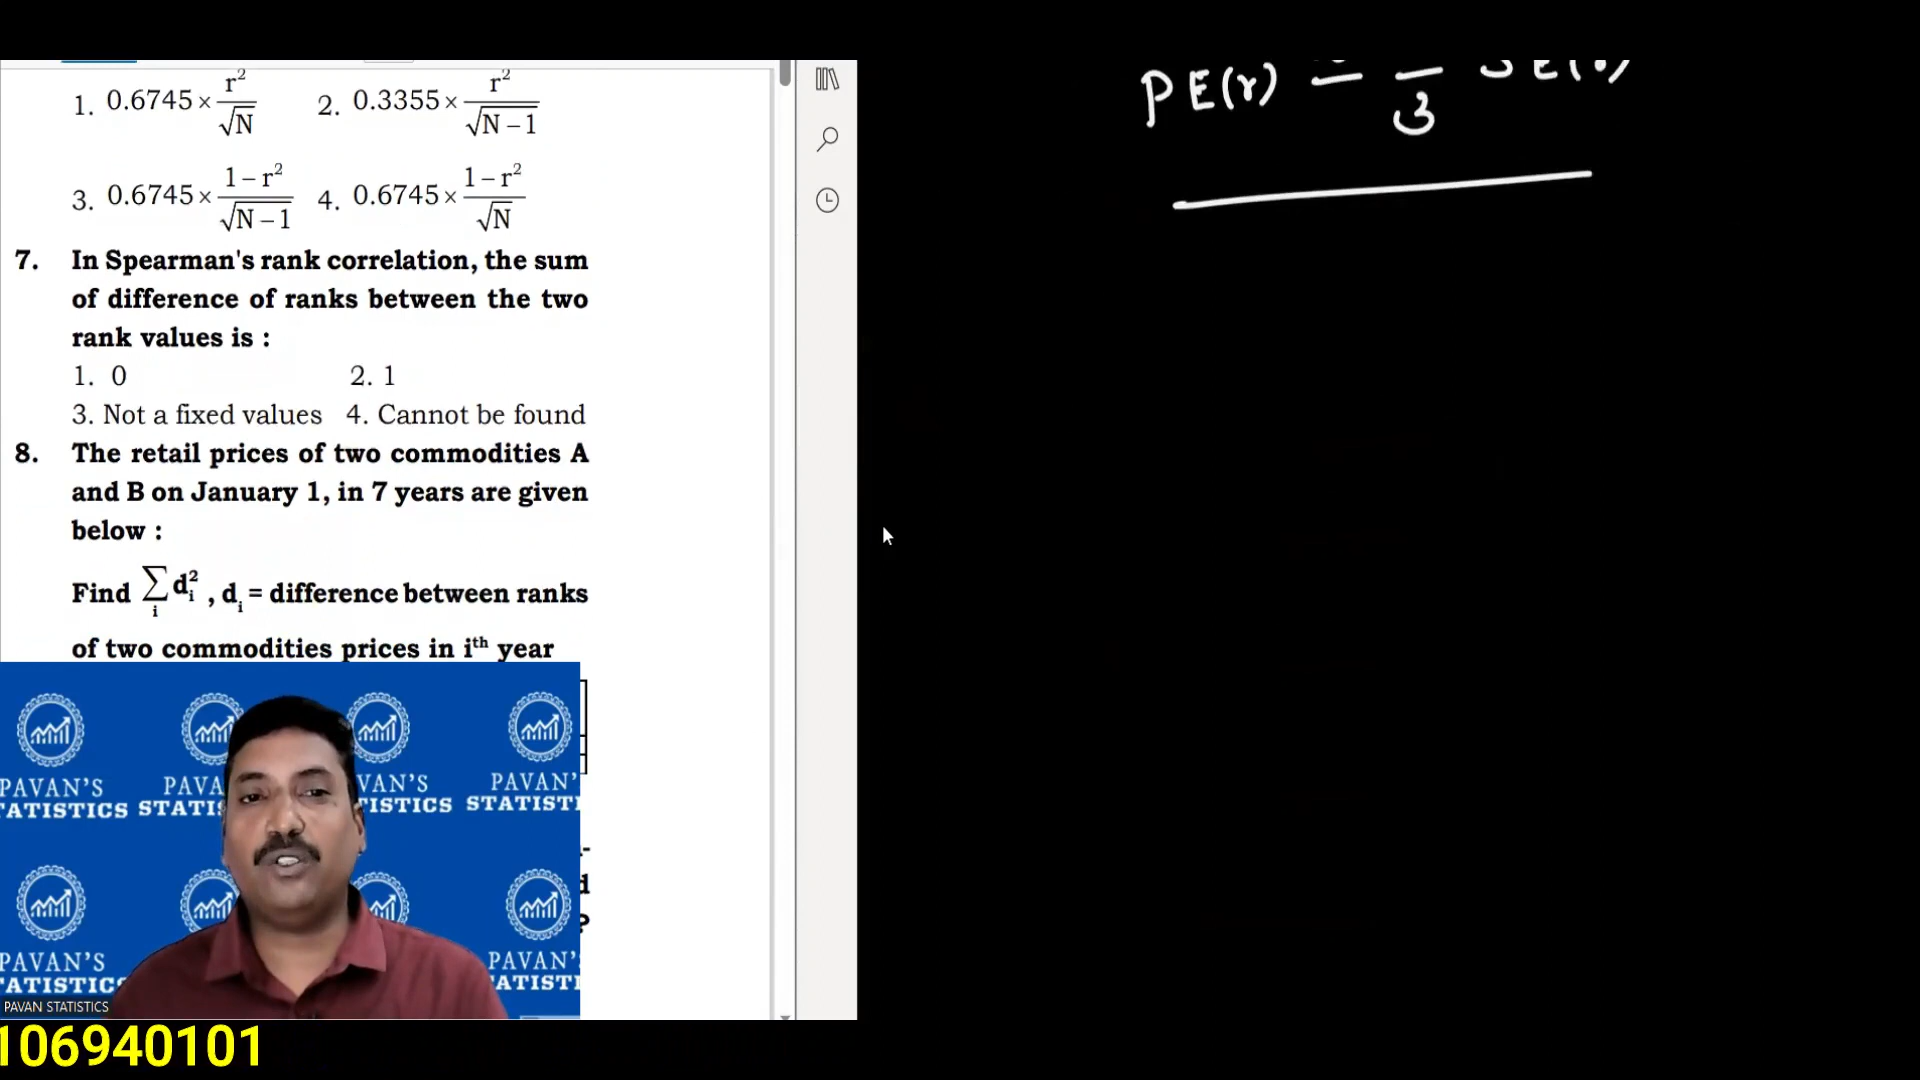 1. 0.6745 × r²/√N 2. 0.3355 × r²/√N – 1
3. 0.6745 × 1 – r²/√N – 1 4. 0.6745 × 1 – r²/√N
7. In Spearman's rank correlation, the sum
of difference of ranks between the two
rank values is :
1. 0 2. 1
3. Not a fixed values 4. Cannot be found
8. The retail prices of two commodities A
and B on January 1, in 7 years are given
below :
Find ∑ᵢ dᵢ² , dᵢ = difference between ranks
of two commodities prices in iᵗʰ year
PE(r) = – 3
PAVAN'S
STATISTICS
PAVAN STATISTICS
106940101